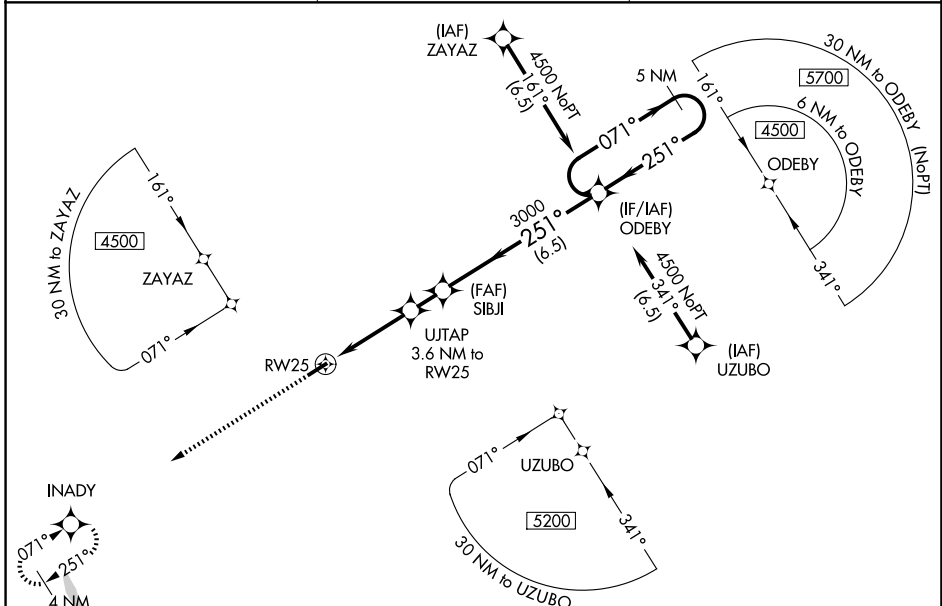 (IAF)
ZAYAZ
4500 NoPT
161°
(6.5)
5 NM
071°
251°
30 NM to ODEBY (NoPT)
5700
6 NM to ODEBY
4500
161°
ODEBY
341°
(IF/IAF)
ODEBY
3000
251°
(6.5)
30 NM to ZAYAZ
4500
161°
ZAYAZ
071°
(FAF)
SIBJI
UJTAP
3.6 NM to
RW25
RW25
4500 NoPT
341°
(6.5)
(IAF)
UZUBO
071°
UZUBO
341°
5200
30 NM to UZUBO
INADY
071°
251°
4 NM